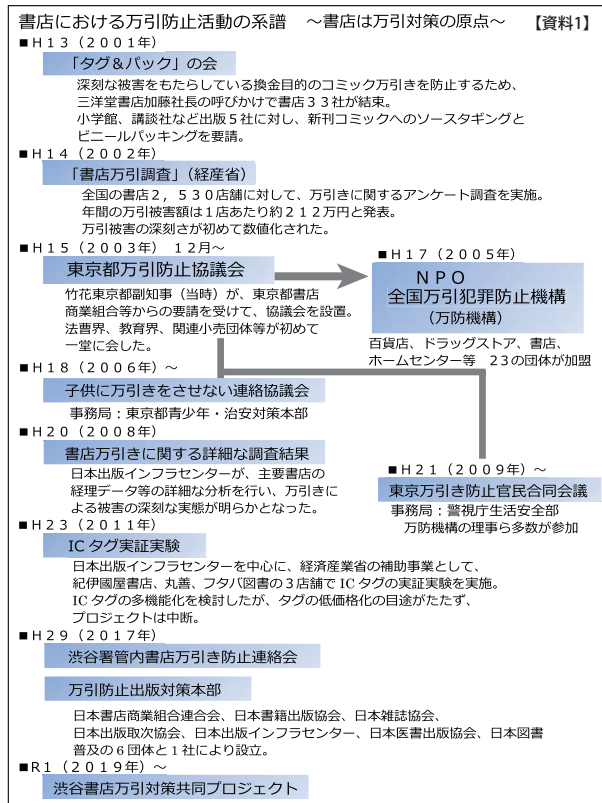 書店における万引防止活動の系譜 ～書店は万引対策の原点～ 【資料1】
■H13（2001年）
「タグ＆パック」の会
深刻な被害をもたらしている換金目的のコミック万引きを防止するため、
三洋堂書店加藤社長の呼びかけで書店33社が結束。
小学館、講談社など出版5社に対し、新刊コミックへのソースタギングと
ビニールパッキングを要請。
■H14（2002年）
「書店万引調査」（経産省）
全国の書店2，530店舗に対して、万引きに関するアンケート調査を実施。
年間の万引被害額は1店あたり約212万円と発表。
万引被害の深刻さが初めて数値化された。
■H15（2003年） 12月～
東京都万引防止協議会
竹花東京都副知事（当時）が、東京都書店
商業組合等からの要請を受けて、協議会を設置。
法曹界、教育界、関連小売団体等が初めて
一堂に会した。
■H17（2005年）
NPO
全国万引犯罪防止機構
（万防機構）
百貨店、ドラッグストア、書店、
ホームセンター等 23の団体が加盟
■H18（2006年）～
子供に万引きをさせない連絡協議会
事務局：東京都青少年・治安対策本部
■H20（2008年）
書店万引きに関する詳細な調査結果
日本出版インフラセンターが、主要書店の
経理データ等の詳細な分析を行い、万引きに
よる被害の深刻な実態が明らかとなった。
■H21（2009年）～
東京万引き防止官民合同会議
事務局：警視庁生活安全部
万防機構の理事ら多数が参加
■H23（2011年）
ICタグ実証実験
日本出版インフラセンターを中心に、経済産業省の補助事業として、
紀伊國屋書店、丸善、フタバ図書の3店舗でICタグの実証実験を実施。
ICタグの多機能化を検討したが、タグの低価格化の目途がたたず、
プロジェクトは中断。
■H29（2017年）
渋谷署管内書店万引き防止連絡会
万引防止出版対策本部
日本書店商業組合連合会、日本書籍出版協会、日本雑誌協会、
日本出版取次協会、日本出版インフラセンター、日本医書出版協会、日本図書
普及の6団体と1社により設立。
■R1（2019年）～
渋谷書店万引対策共同プロジェクト